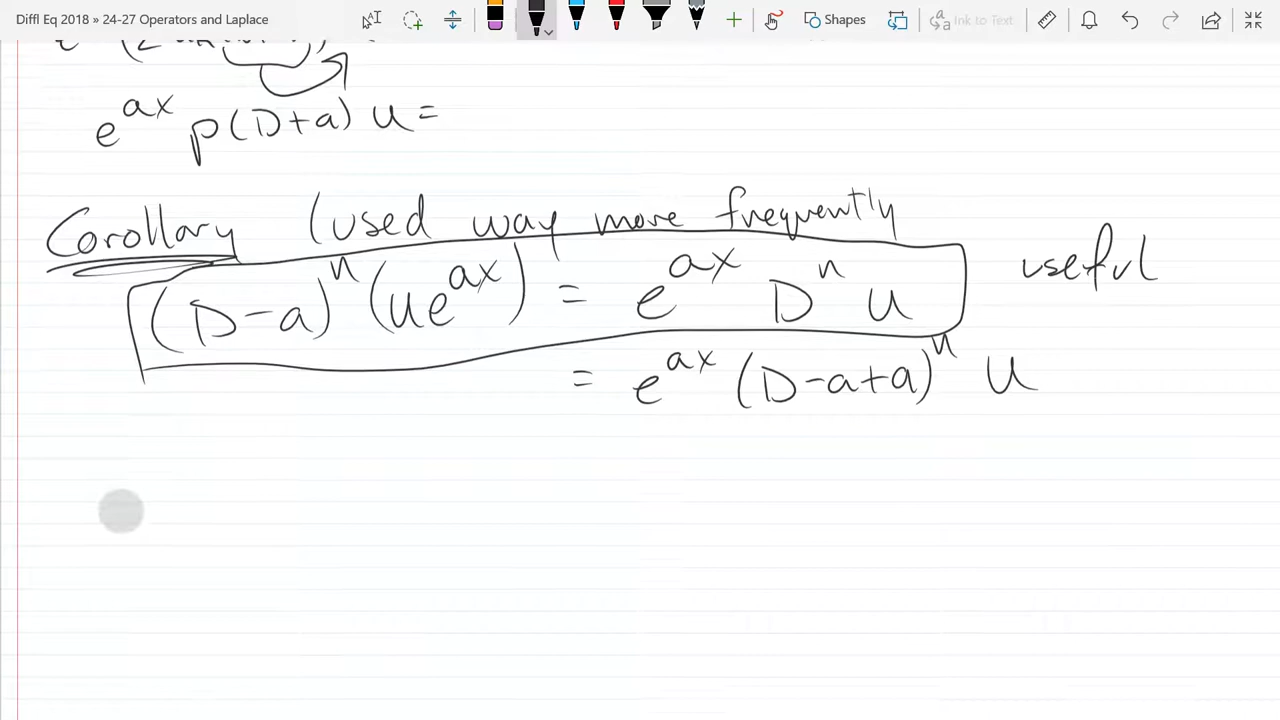 Diffl Eq 2018 » 24-27 Operators and Laplace
Shapes
Ink to Text
e^{ax} p(D+a) u =
Corollary (used way more frequently
(D-a)^n (ue^{ax}) = e^{ax} D^n u
useful
= e^{ax} (D-a+a)^n u